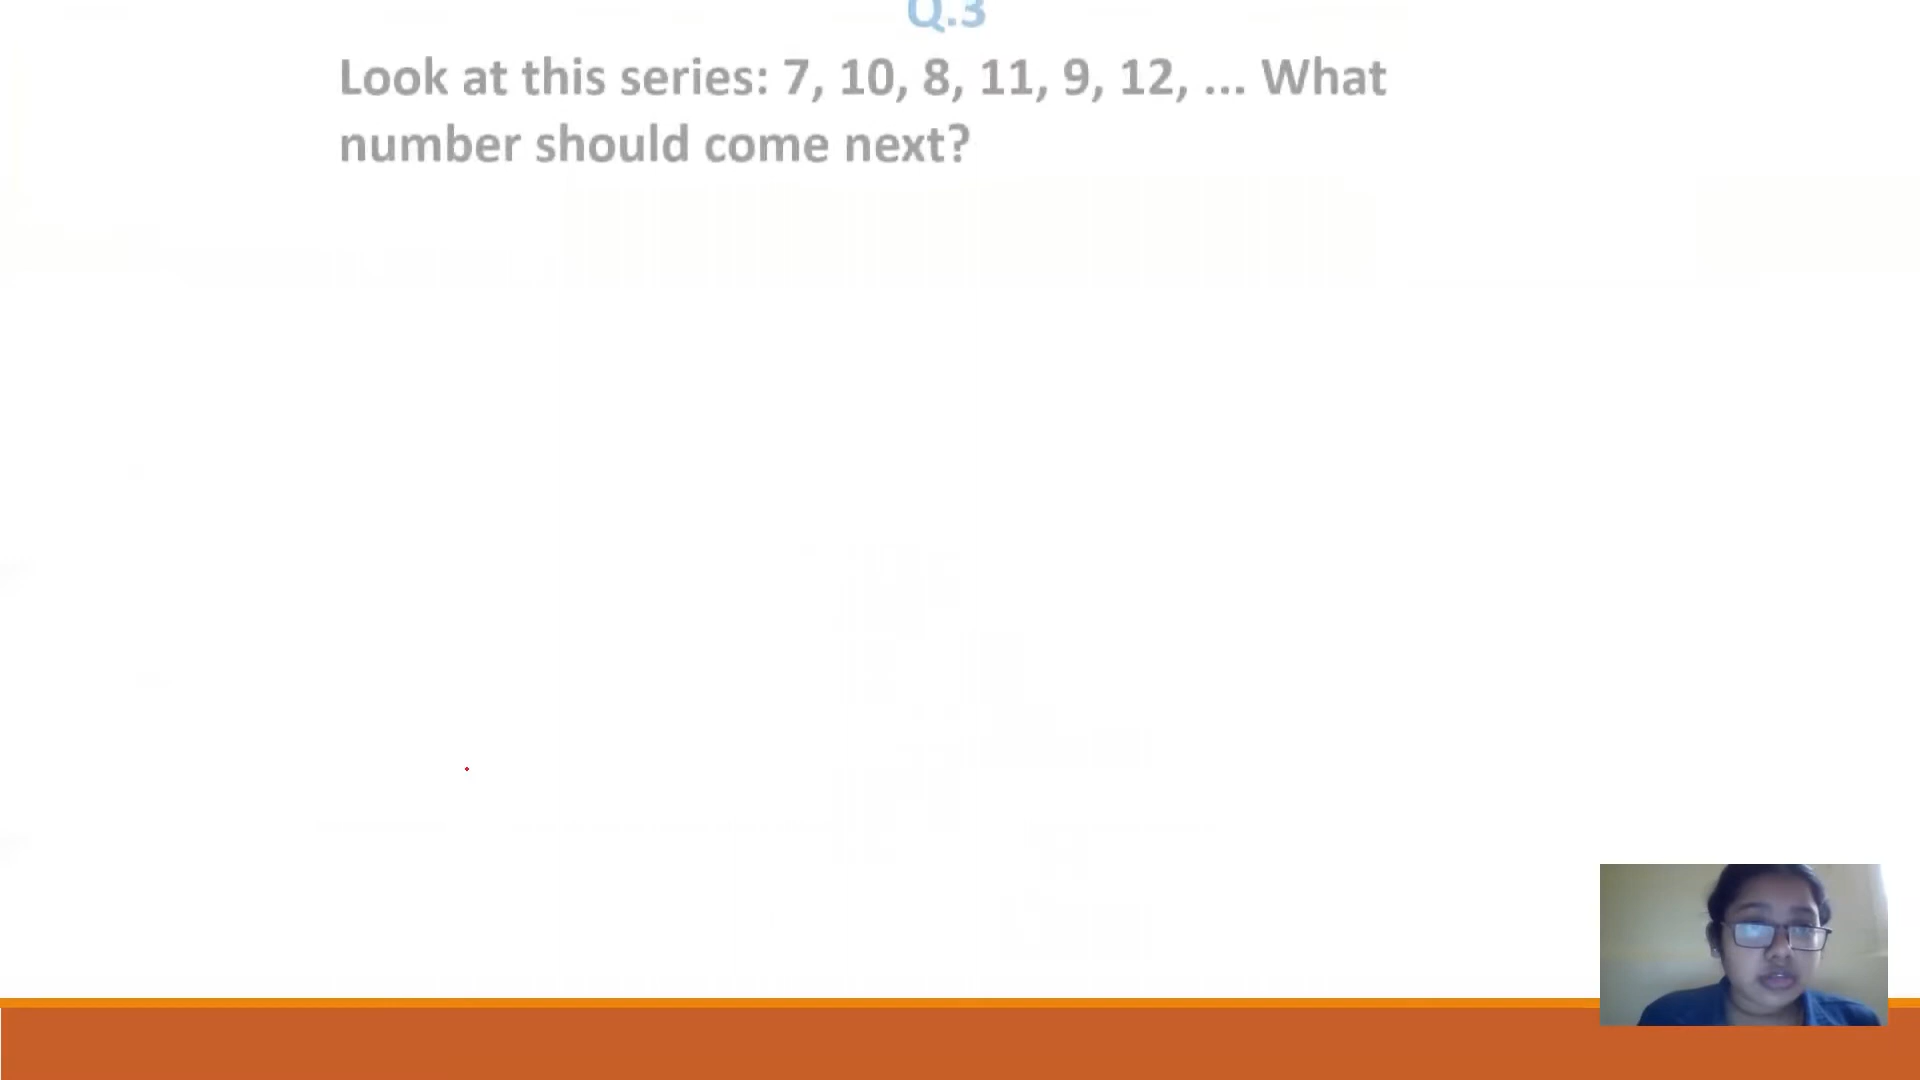 Q.3
Look at this series: 7, 10, 8, 11, 9, 12, ... What
number should come next?